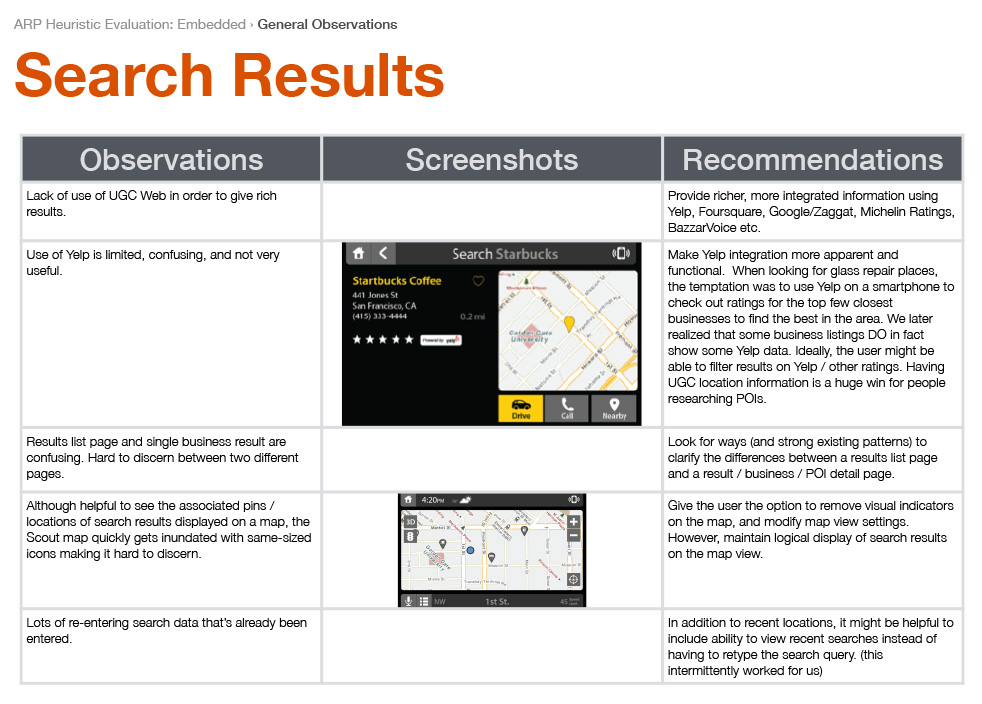 ARP Heuristic Evaluation: Embedded › General Observations
Search Results
Observations
Screenshots
Recommendations
Lack of use of UGC Web in order to give rich
results.
Provide richer, more integrated information using
Yelp, Foursquare, Google/Zaggat, Michelin Ratings,
BazzarVoice etc.
Use of Yelp is limited, confusing, and not very
useful.
Search Starbucks
Startbucks Coffee
441 Jones St
San Francisco, CA
(415) 333-4444
0.2 mi
Powered by yelp
Golden Gate
University
Drive
Call
Nearby
Make Yelp integration more apparent and
functional. When looking for glass repair places,
the temptation was to use Yelp on a smartphone to
check out ratings for the top few closest
businesses to find the best in the area. We later
realized that some business listings DO in fact
show some Yelp data. Ideally, the user might be
able to filter results on Yelp / other ratings. Having
UGC location information is a huge win for people
researching POIs.
Results list page and single business result are
confusing. Hard to discern between two different
pages.
Look for ways (and strong existing patterns) to
clarify the differences between a results list page
and a result / business / POI detail page.
Although helpful to see the associated pins /
locations of search results displayed on a map, the
Scout map quickly gets inundated with same-sized
icons making it hard to discern.
4:20PM
3D
NW
1st St.
45
Give the user the option to remove visual indicators
on the map, and modify map view settings.
However, maintain logical display of search results
on the map view.
Lots of re-entering search data that's already been
entered.
In addition to recent locations, it might be helpful to
include ability to view recent searches instead of
having to retype the search query. (this
intermittently worked for us)